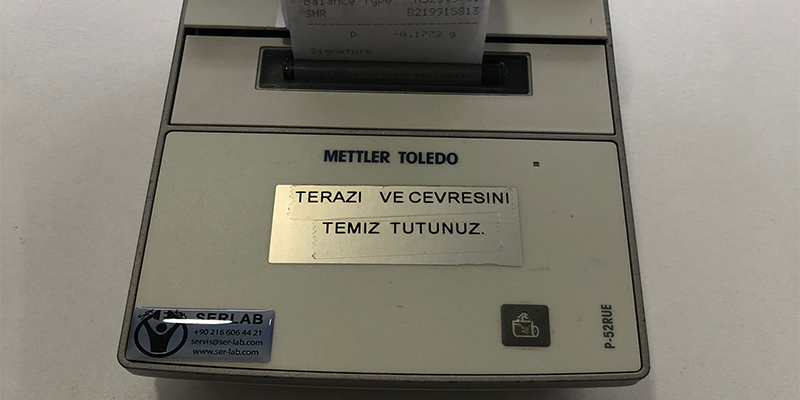 Balance Type
SNR B219915813
D -0.1772 g
Signature
METTLER TOLEDO
TERAZI VE CEVRESINI
TEMIZ TUTUNUZ.
SERLAB
+90 216 606 44 21
servis@ser-lab.com
www.ser-lab.com
P-52RUE